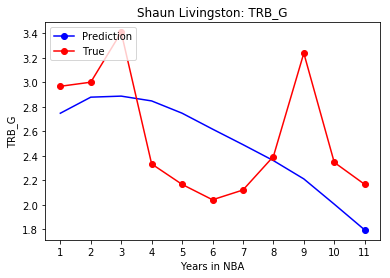 Shaun Livingston: TRB_G
Prediction
True
3.4
3.2
3.0
2.8
2.6
2.4
2.2
2.0
1.8
TRB_G
1 2 3 4 5 6 7 8 9 10 11
Years in NBA